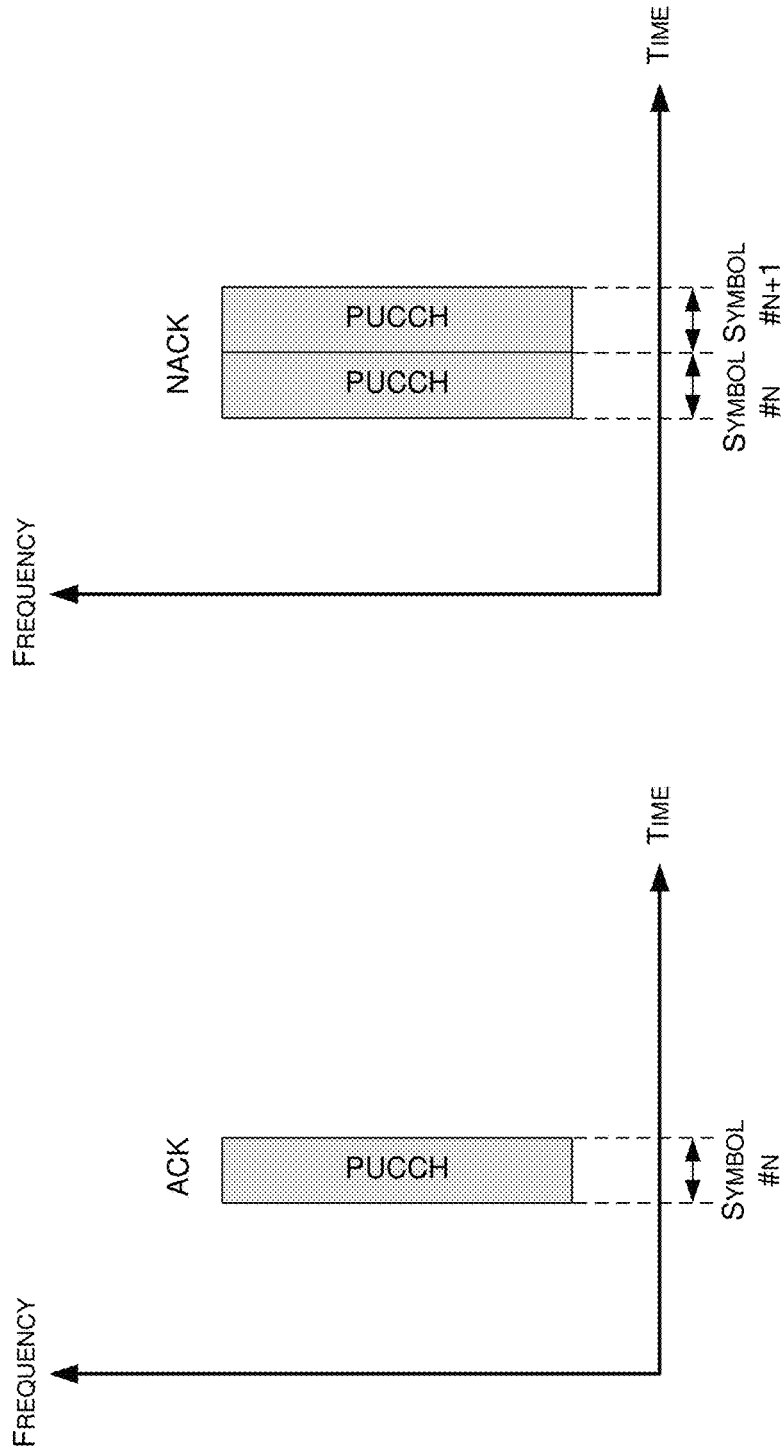 FREQUENCY
ACK
PUCCH
SYMBOL
#N
TIME
FREQUENCY
NACK
PUCCH
PUCCH
SYMBOL
#N
SYMBOL
#N+1
TIME